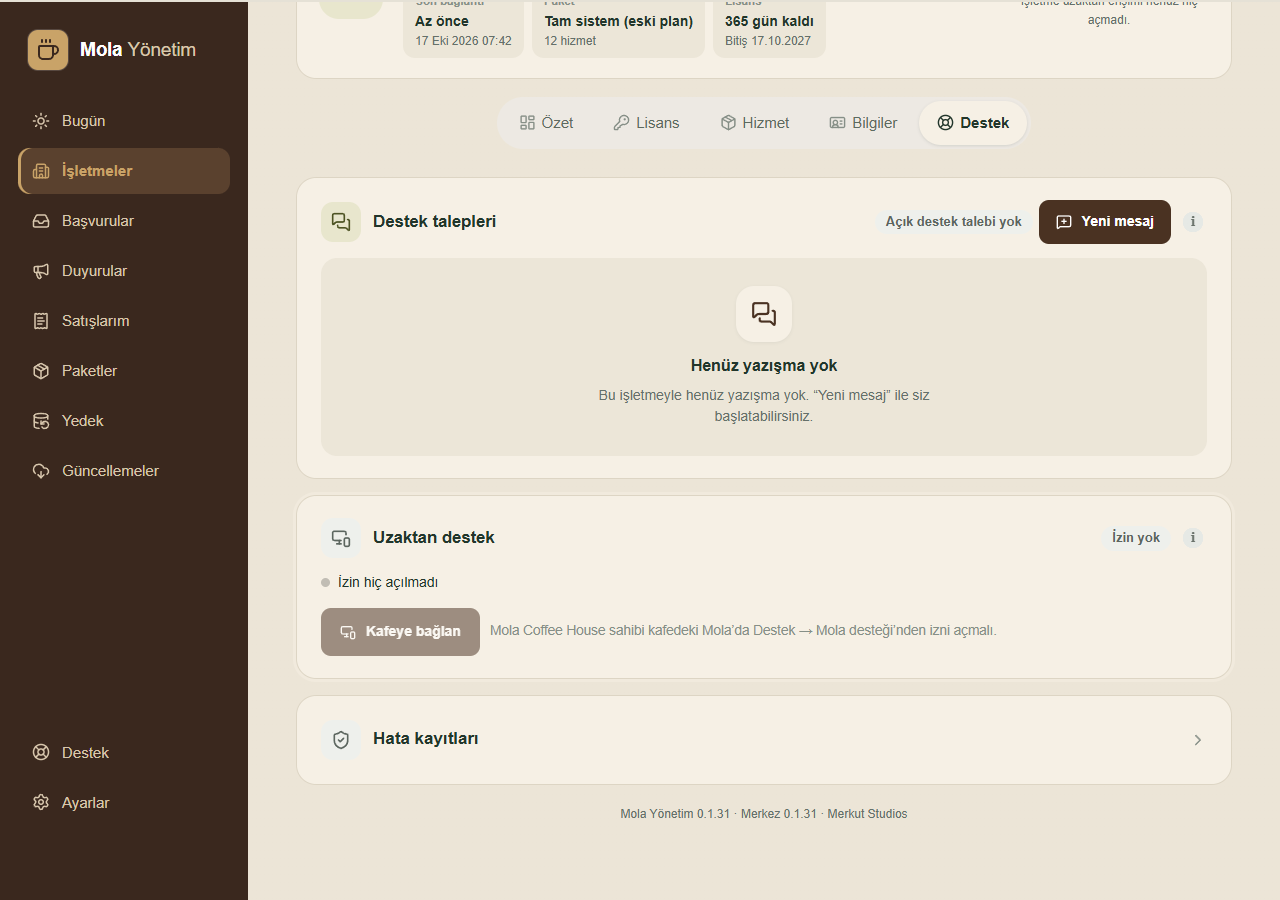 Mola Yönetim
Bugün
İşletmeler
Başvurular
Duyurular
Satışlarım
Paketler
Yedek
Güncellemeler
Destek
Ayarlar
Az önce
17 Eki 2026 07:42
Tam sistem (eski plan)
12 hizmet
365 gün kaldı
Bitiş 17.10.2027
açmadı.
Özet
Lisans
Hizmet
Bilgiler
Destek
Destek talepleri
Açık destek talebi yok
Yeni mesaj
i
Henüz yazışma yok
Bu işletmeyle henüz yazışma yok. “Yeni mesaj” ile siz
başlatabilirsiniz.
Uzaktan destek
İzin yok
i
İzin hiç açılmadı
Kafeye bağlan
Mola Coffee House sahibi kafedeki Mola’da Destek → Mola desteği’nden izni açmalı.
Hata kayıtları
Mola Yönetim 0.1.31 · Merkez 0.1.31 · Merkut Studios